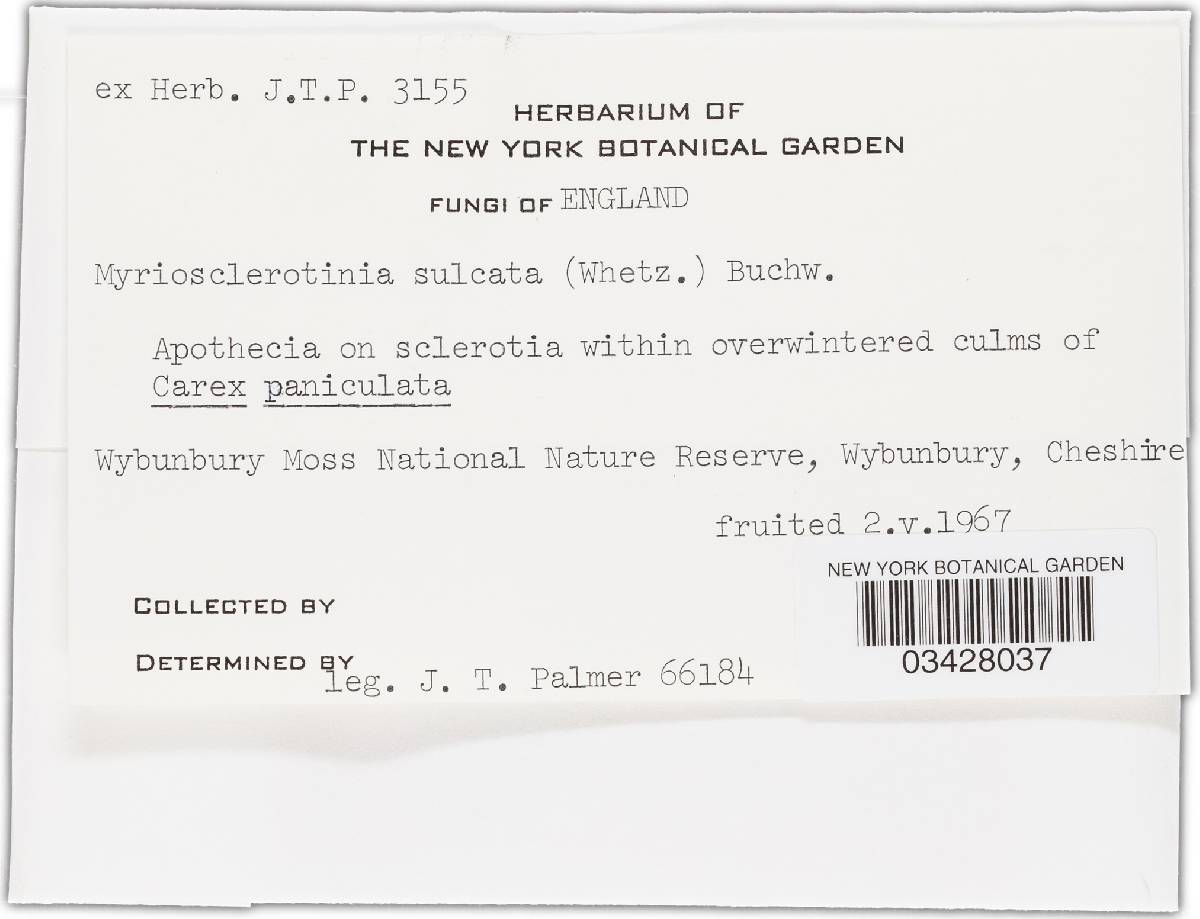 ex Herb. J.T.P. 3155
HERBARIUM OF
THE NEW YORK BOTANICAL GARDEN
FUNGI OF ENGLAND
Myriosclerotinia sulcata (Whetz.) Buchw.
Apothecia on sclerotia within overwintered culms of
Carex paniculata
Wybunbury Moss National Nature Reserve, Wybunbury, Cheshire
fruited 2.v.1967
NEW YORK BOTANICAL GARDEN
03428037
COLLECTED BY
DETERMINED BY
leg. J. T. Palmer 66184